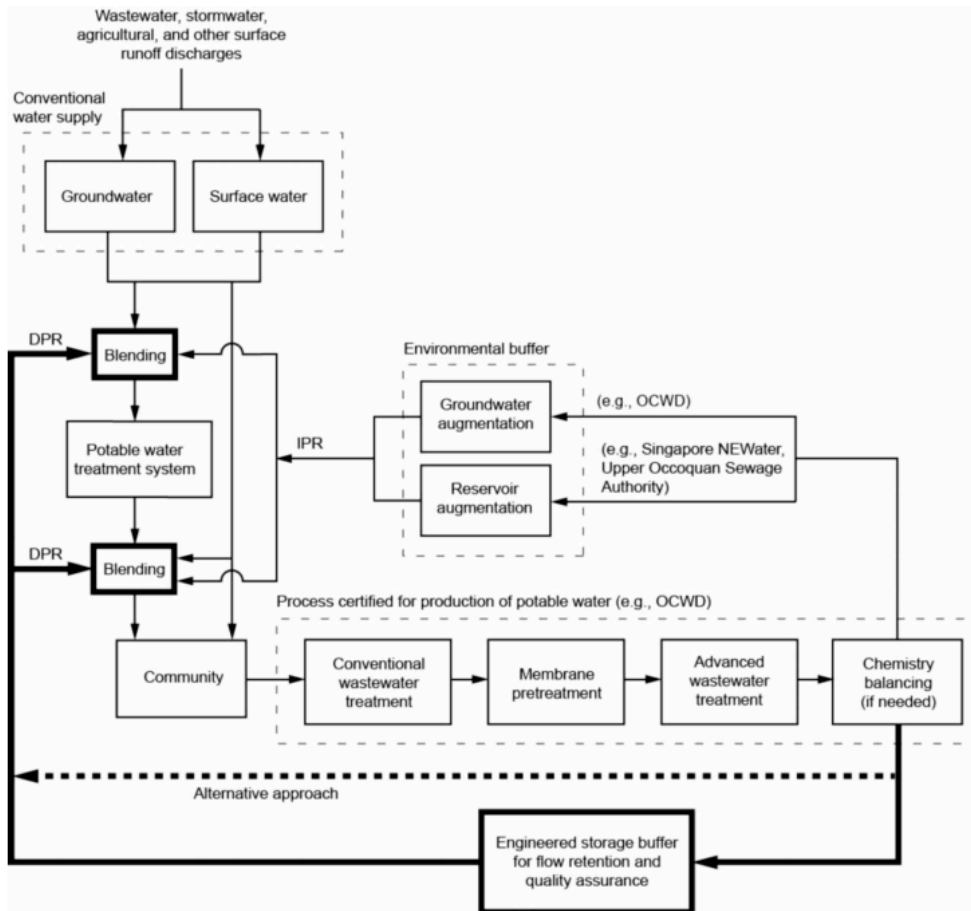 Wastewater, stormwater,
agricultural, and other surface
runoff discharges
Conventional
water supply
Groundwater
Surface water
DPR
Blending
Potable water
treatment system
DPR
Blending
Community
IPR
Environmental buffer
Groundwater
augmentation
Reservoir
augmentation
(e.g., OCWD)
(e.g., Singapore NEWater,
Upper Occoquan Sewage
Authority)
Process certified for production of potable water (e.g., OCWD)
Conventional
wastewater
treatment
Membrane
pretreatment
Advanced
wastewater
treatment
Chemistry
balancing
(if needed)
Alternative approach
Engineered storage buffer
for flow retention and
quality assurance